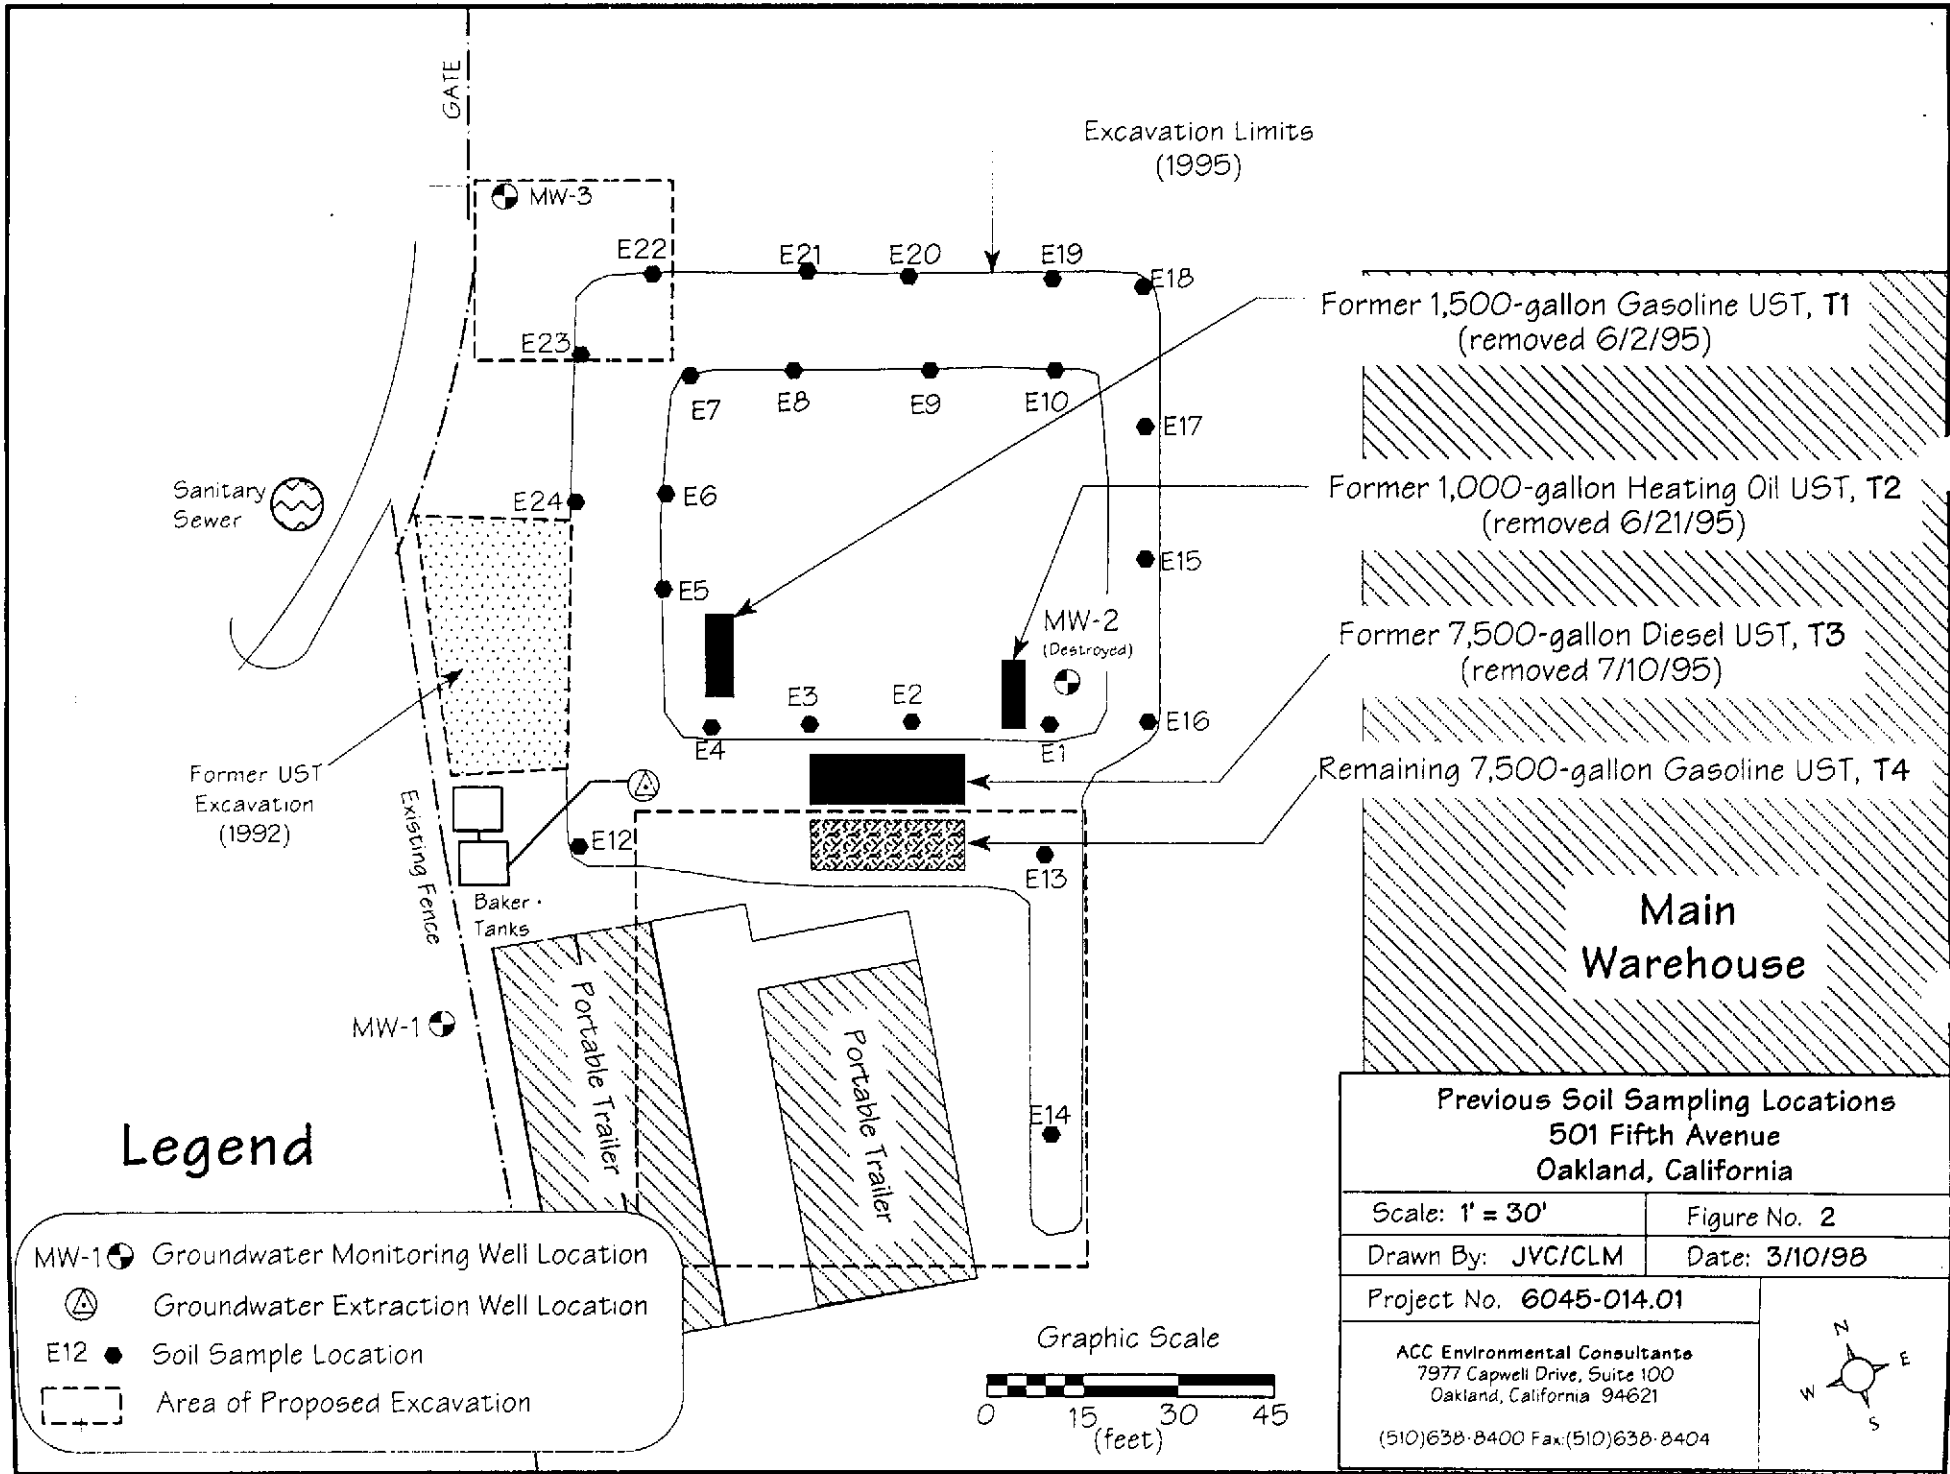 GATE
Excavation Limits
(1995)
MW-3
E22
E21
E20
E19
E18
Former 1,500-gallon Gasoline UST, T1
(removed 6/2/95)
E23
E7
E8
E9
E10
E17
Sanitary
Sewer
E24
E6
Former 1,000-gallon Heating Oil UST, T2
(removed 6/21/95)
E15
E5
MW-2
(Destroyed)
Former 7,500-gallon Diesel UST, T3
(removed 7/10/95)
E3
E2
E16
E4
E1
Former UST
Excavation
(1992)
Remaining 7,500-gallon Gasoline UST, T4
Existing Fence
E12
E13
Baker
Tanks
Main
Warehouse
Portable Trailer
Portable Trailer
MW-1
E14
Legend
MW-1 Groundwater Monitoring Well Location
Groundwater Extraction Well Location
E12 Soil Sample Location
Area of Proposed Excavation
Graphic Scale
0 15 30 45
(feet)
Previous Soil Sampling Locations
501 Fifth Avenue
Oakland, California
Scale: 1' = 30'
Figure No. 2
Drawn By: JVC/CLM
Date: 3/10/98
Project No. 6045-014.01
ACC Environmental Consultants
7977 Capwell Drive, Suite 100
Oakland, California 94621
(510)638-8400 Fax:(510)638-8404
N
E
W
S